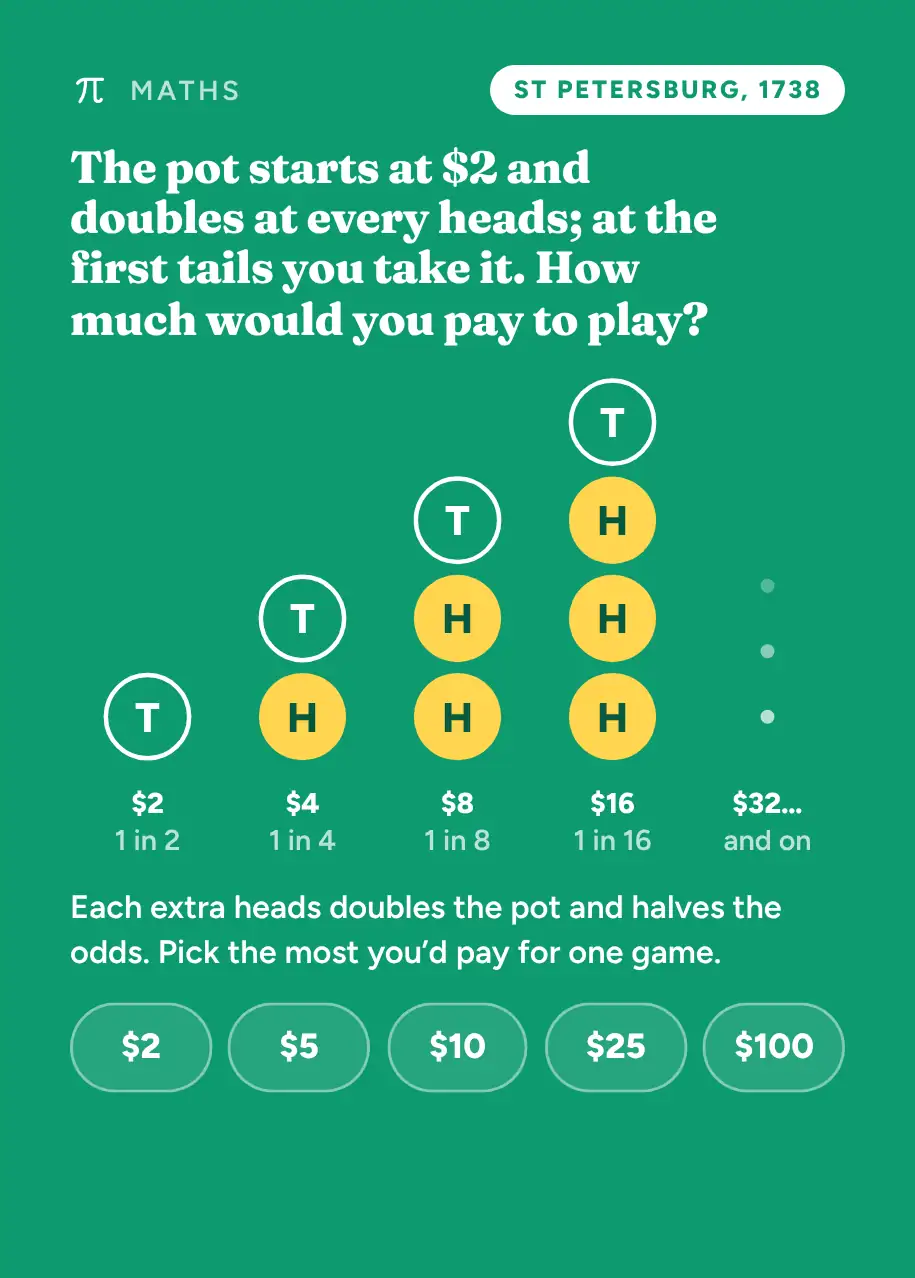 π MATHS
ST PETERSBURG, 1738
The pot starts at $2 and
doubles at every heads; at the
first tails you take it. How
much would you pay to play?
T
T
H
T
H
H
T
H
H
H
$2
1 in 2
$4
1 in 4
$8
1 in 8
$16
1 in 16
$32...
and on
Each extra heads doubles the pot and halves the
odds. Pick the most you’d pay for one game.
$2
$5
$10
$25
$100